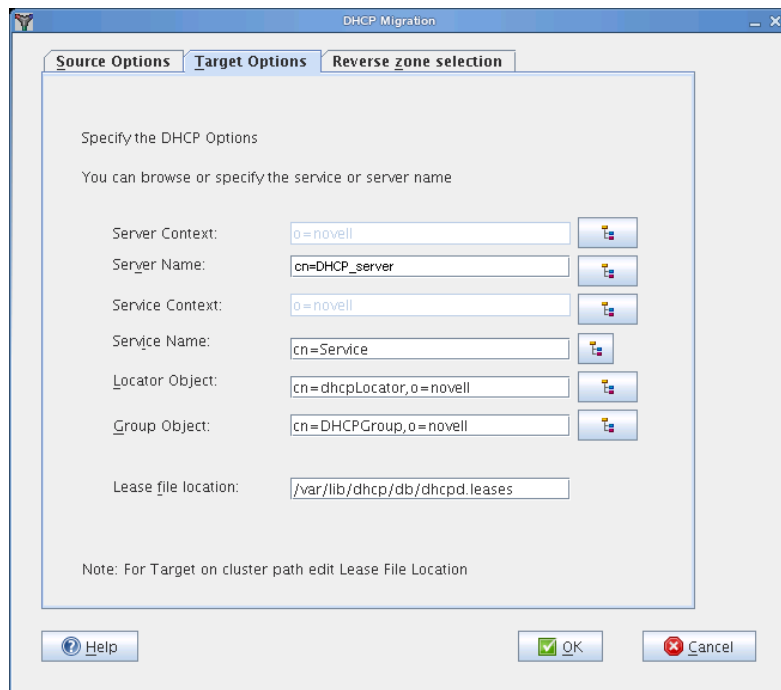 DHCP Migration
Source Options Target Options Reverse zone selection
Specify the DHCP Options
You can browse or specify the service or server name
Server Context: o=novell
Server Name: cn=DHCP_server
Service Context: o=novell
Service Name: cn=Service
Locator Object: cn=dhcpLocator,o=novell
Group Object: cn=DHCPGroup,o=novell
Lease file location: /var/lib/dhcp/db/dhcpd.leases
Note: For Target on cluster path edit Lease File Location
Help OK Cancel